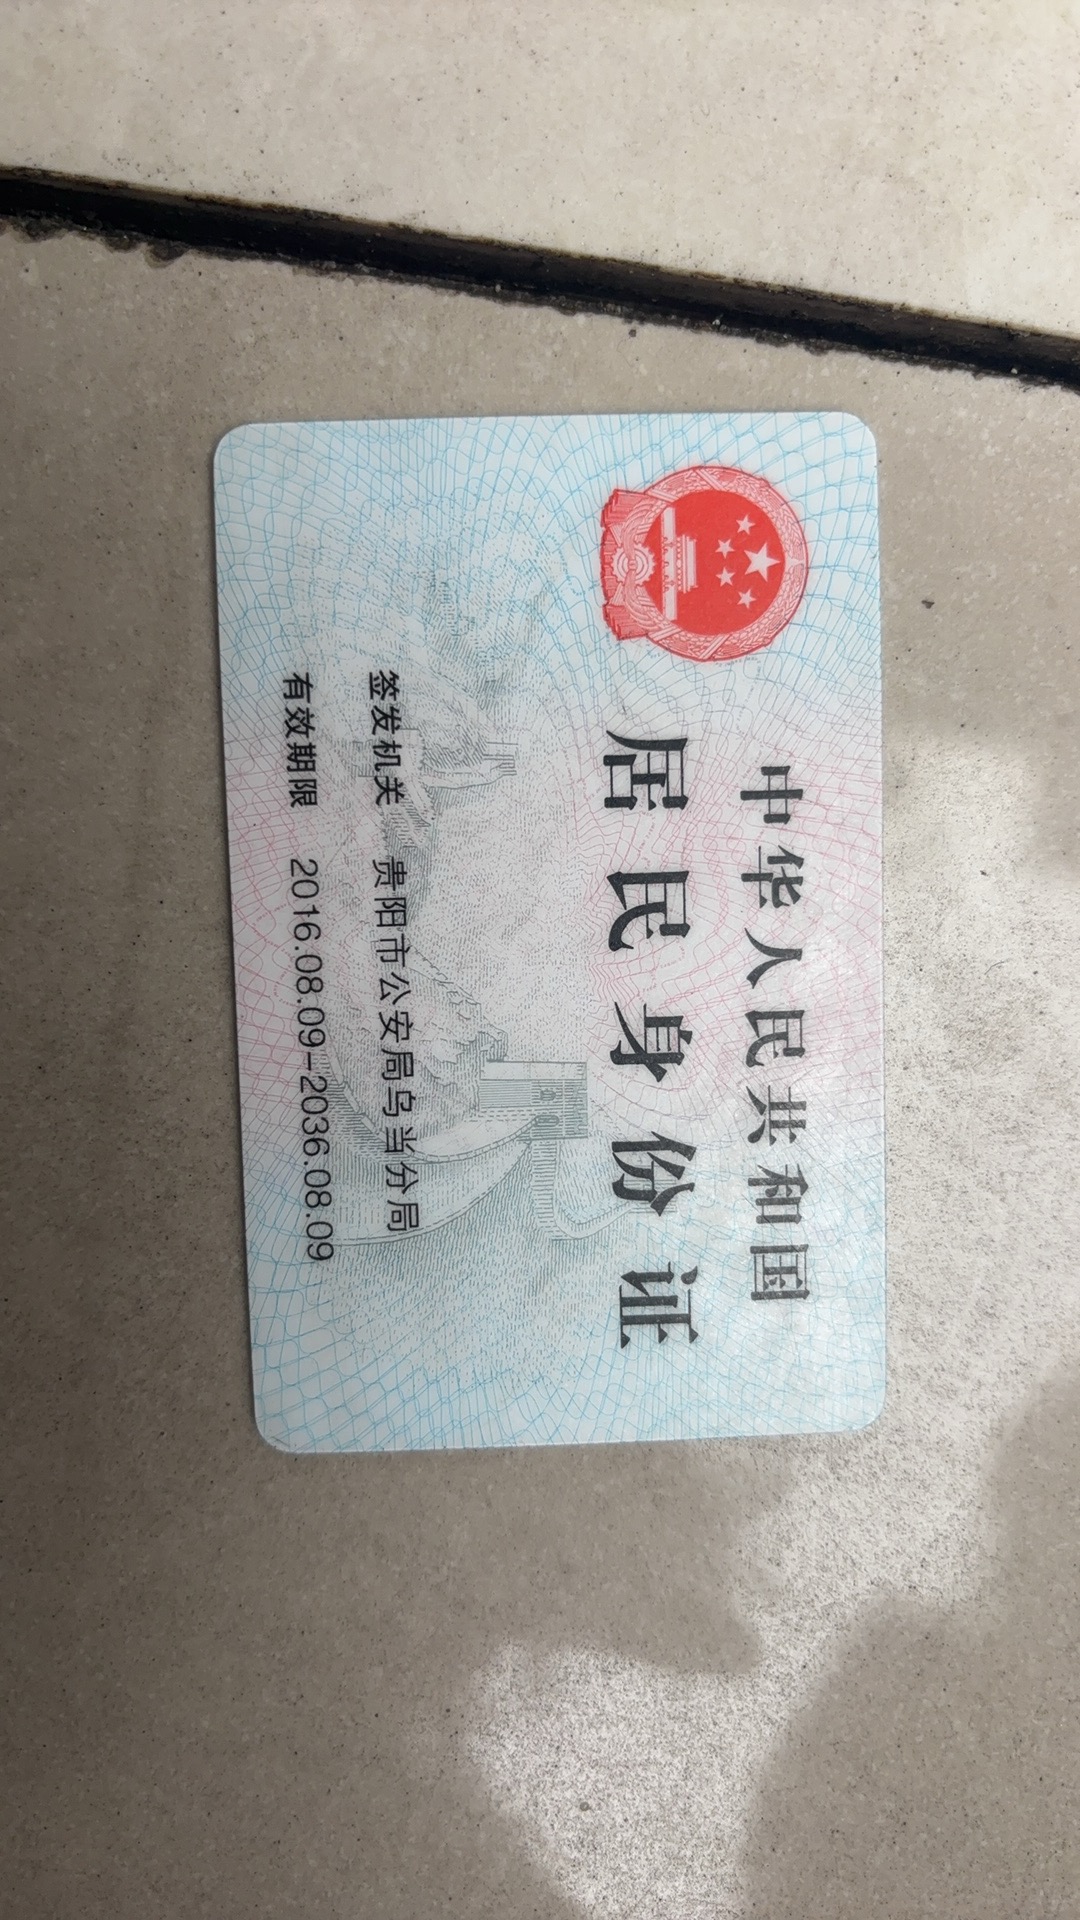 中华人民共和国
居民身份证
签发机关 贵阳市公安局乌当分局
有效期限 2016.08.09-2036.08.09